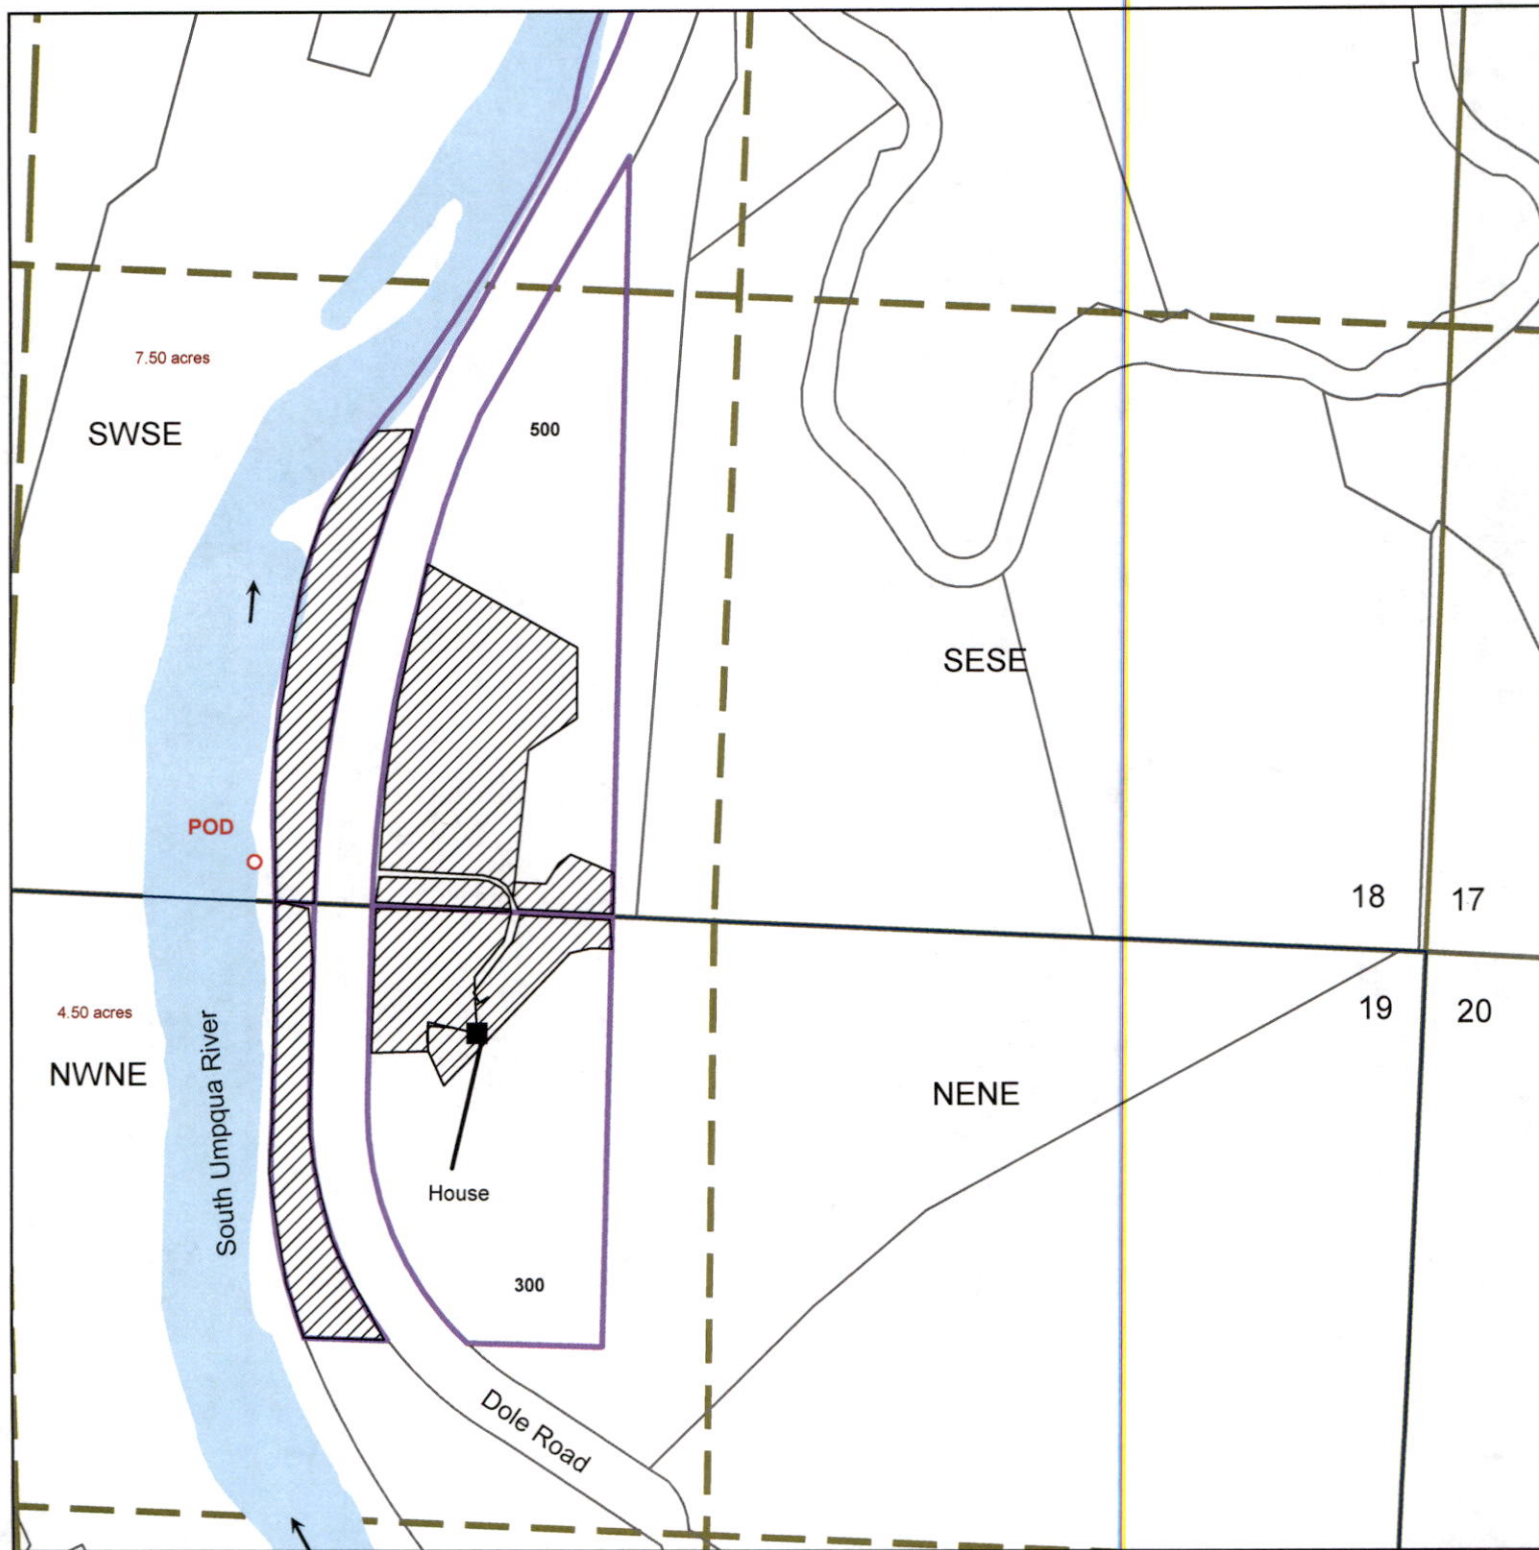 7.50 acres
SWSE
500
SESE
POD
18
17
4.50 acres
19
20
NWNE
NENE
South Umpqua River
House
300
Dole Road